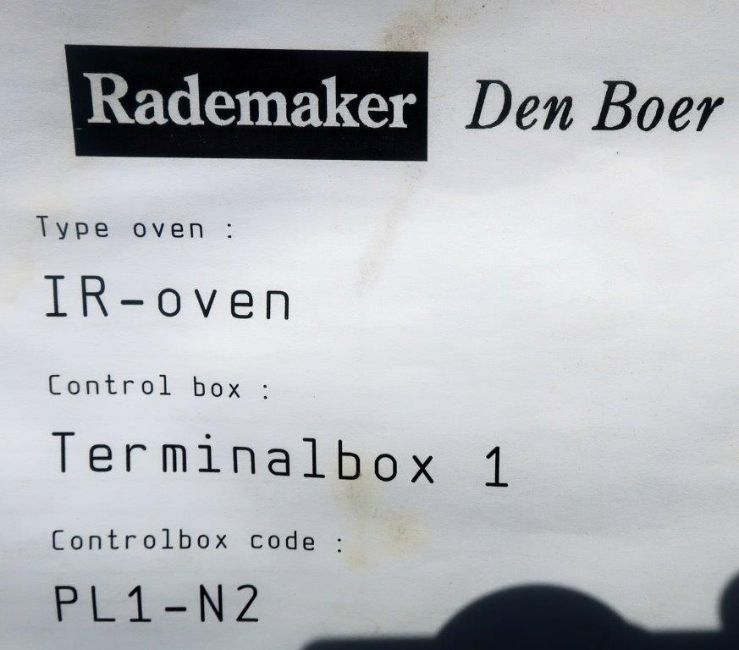 Rademaker Den Boer
Type oven :
IR-oven
Control box :
Terminalbox 1
Controlbox code :
PL1-N2